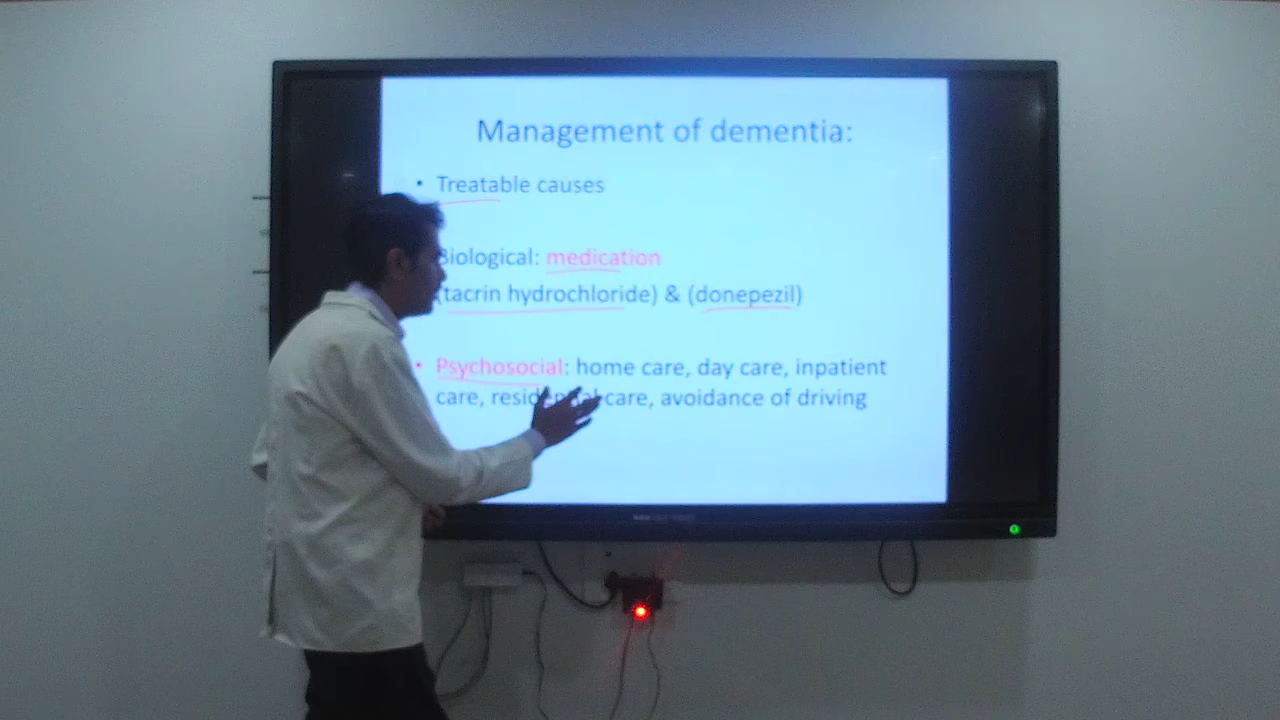 Management of dementia:
• Treatable causes
Biological: medication
(tacrin hydrochloride) & (donepezil)
• Psychosocial: home care, day care, inpatient
care, residential care, avoidance of driving